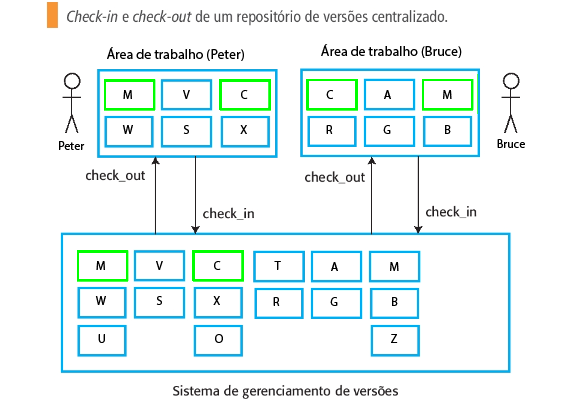 Check-in e check-out de um repositório de versões centralizado.
Área de trabalho (Peter) Área de trabalho (Bruce)
M V C C A M
W S X R G B
Peter Bruce
check_out check_in check_out check_in
M V C T A M
W S X R G B
U O Z
Sistema de gerenciamento de versões